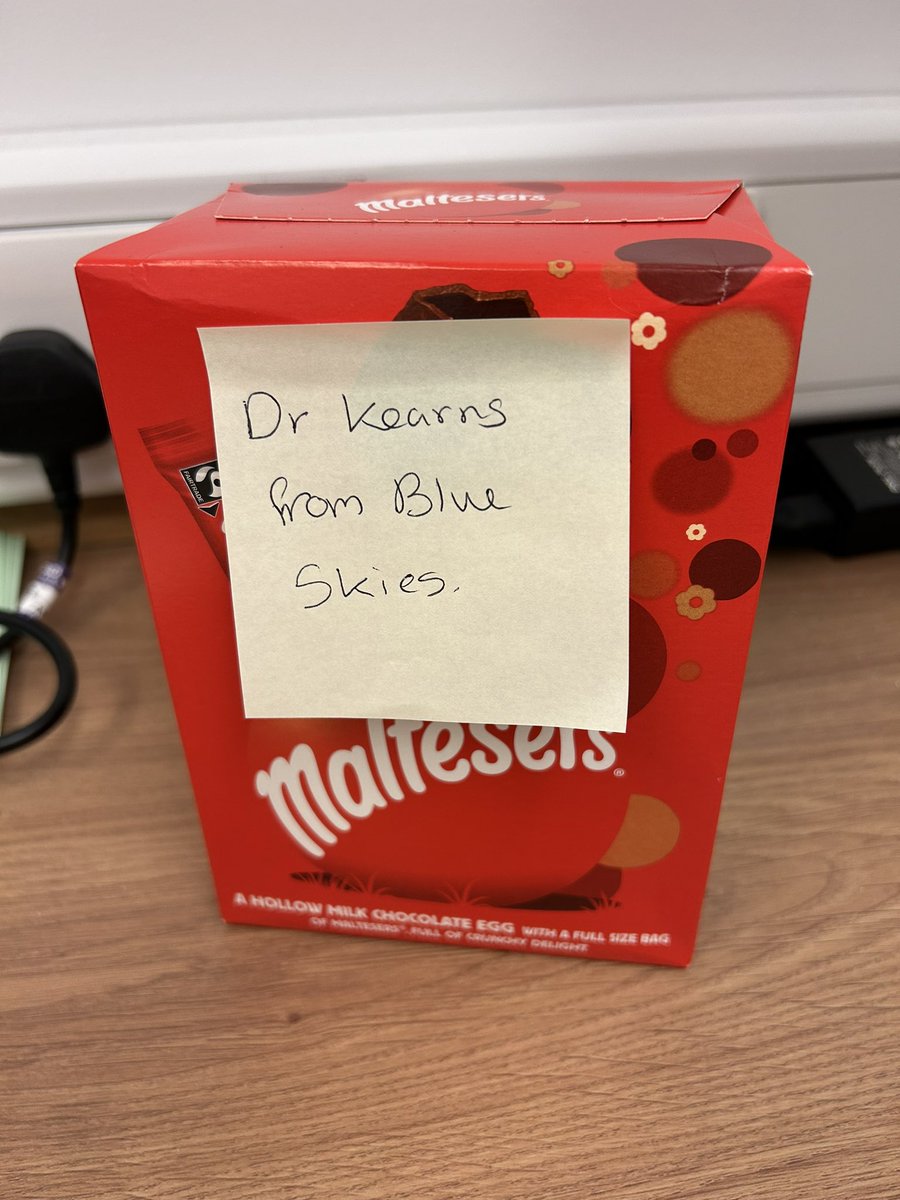 maltesers
Dr Kearns
from Blue
Skies.
FAIRTRADE
maltesers®
A HOLLOW MILK CHOCOLATE EGG WITH A FULL SIZE BAG
OF MALTESERS®, FULL OF CRUNCHY DELIGHT